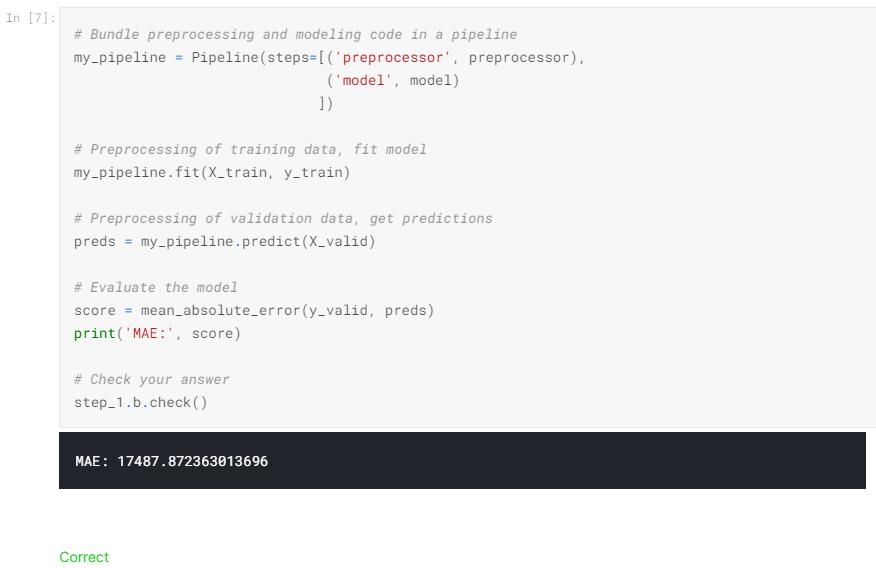 In [7]:
# Bundle preprocessing and modeling code in a pipeline
my_pipeline = Pipeline(steps=[('preprocessor', preprocessor),
                              ('model', model)
                             ])
# Preprocessing of training data, fit model
my_pipeline.fit(X_train, y_train)
# Preprocessing of validation data, get predictions
preds = my_pipeline.predict(X_valid)
# Evaluate the model
score = mean_absolute_error(y_valid, preds)
print('MAE:', score)
# Check your answer
step_1.b.check()
MAE: 17487.872363013696
Correct